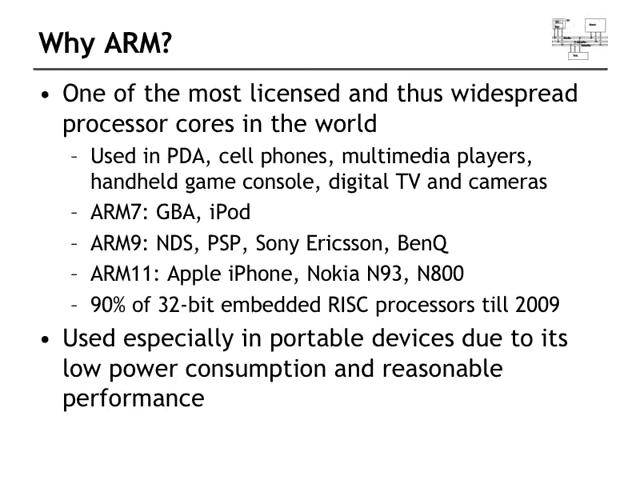 Why ARM?
• One of the most licensed and thus widespread
processor cores in the world
– Used in PDA, cell phones, multimedia players,
handheld game console, digital TV and cameras
– ARM7: GBA, iPod
– ARM9: NDS, PSP, Sony Ericsson, BenQ
– ARM11: Apple iPhone, Nokia N93, N800
– 90% of 32-bit embedded RISC processors till 2009
• Used especially in portable devices due to its
low power consumption and reasonable
performance